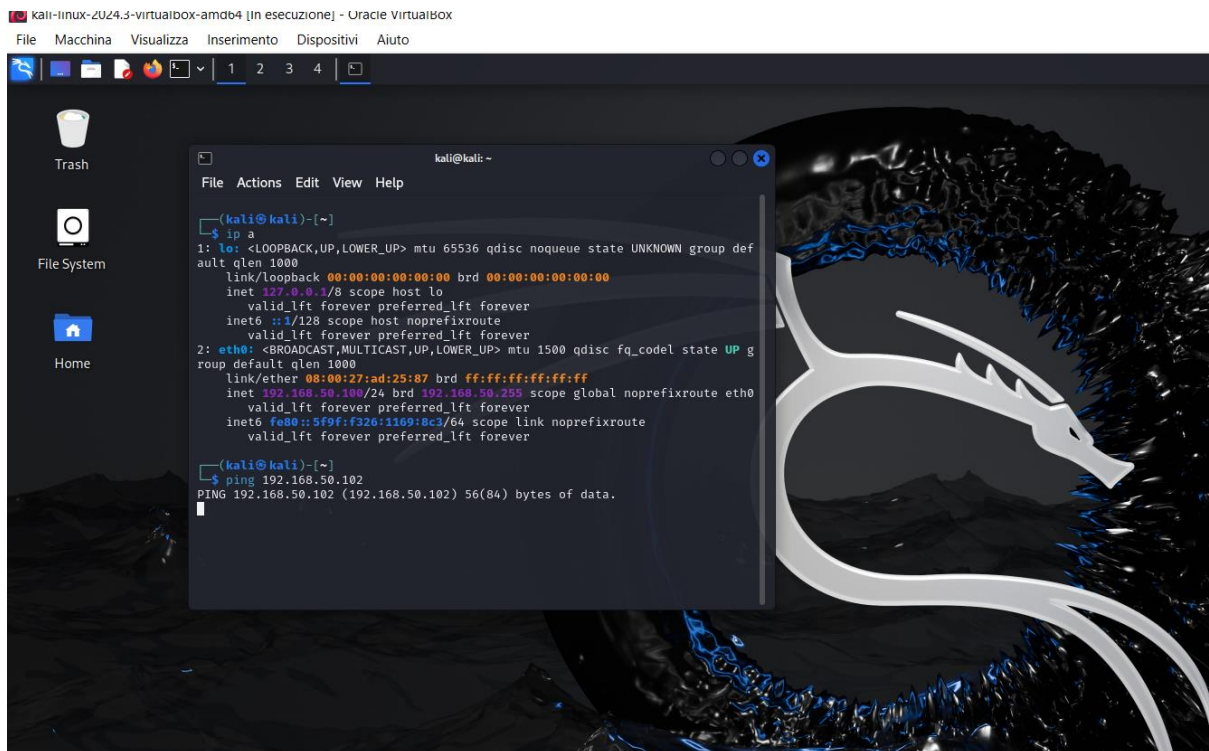 kali-linux-2024.3-virtualbox-amd64 [In esecuzione] - Oracle VirtualBox
File Macchina Visualizza Inserimento Dispositivi Aiuto
1 2 3 4
Trash
File System
Home
kali@kali: ~
File Actions Edit View Help
┌──(kali㉿kali)-[~]
└─$ ip a
1: lo: <LOOPBACK,UP,LOWER_UP> mtu 65536 qdisc noqueue state UNKNOWN group def
ault qlen 1000
    link/loopback 00:00:00:00:00:00 brd 00:00:00:00:00:00
    inet 127.0.0.1/8 scope host lo
       valid_lft forever preferred_lft forever
    inet6 ::1/128 scope host noprefixroute
       valid_lft forever preferred_lft forever
2: eth0: <BROADCAST,MULTICAST,UP,LOWER_UP> mtu 1500 qdisc fq_codel state UP g
roup default qlen 1000
    link/ether 08:00:27:ad:25:87 brd ff:ff:ff:ff:ff:ff
    inet 192.168.50.100/24 brd 192.168.50.255 scope global noprefixroute eth0
       valid_lft forever preferred_lft forever
    inet6 fe80::5f9f:f326:1169:8c3/64 scope link noprefixroute
       valid_lft forever preferred_lft forever
┌──(kali㉿kali)-[~]
└─$ ping 192.168.50.102
PING 192.168.50.102 (192.168.50.102) 56(84) bytes of data.